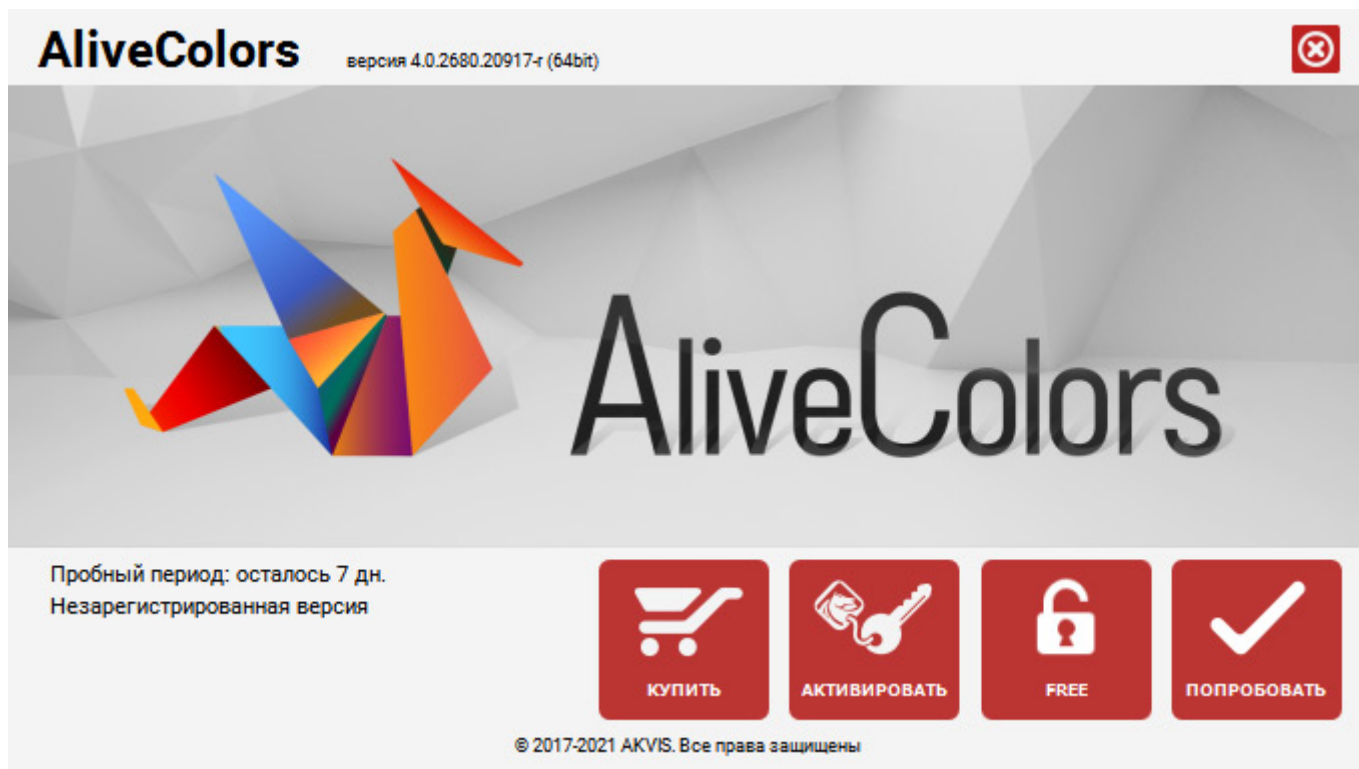 AliveColors
версия 4.0.2680.20917-r (64bit)
AliveColors
Пробный период: осталось 7 дн.
Незарегистрированная версия
КУПИТЬ
АКТИВИРОВАТЬ
FREE
ПОПРОБОВАТЬ
© 2017-2021 AKVIS. Все права защищены